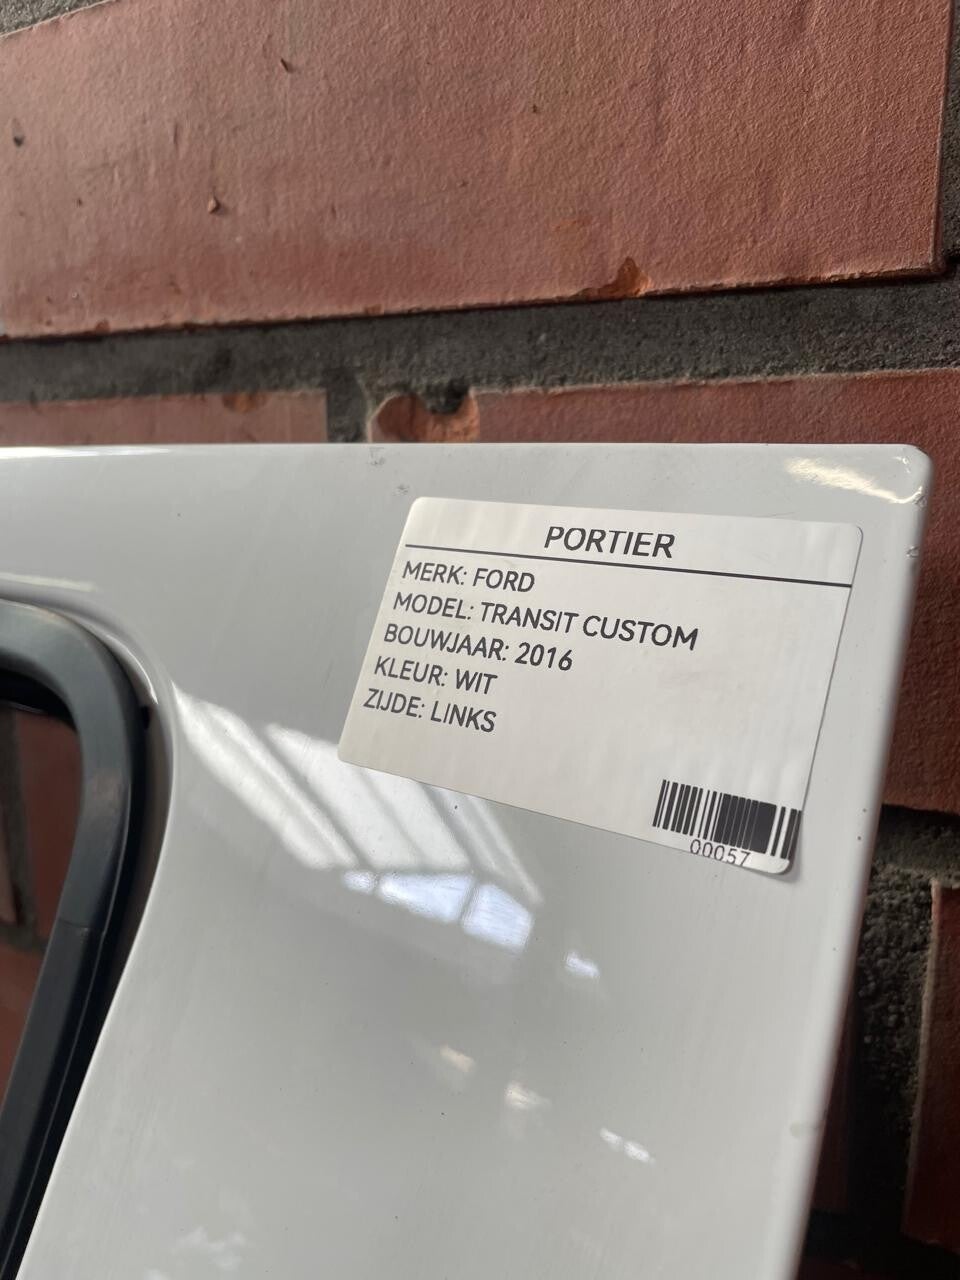 PORTIER
MERK: FORD
MODEL: TRANSIT CUSTOM
BOUWJAAR: 2016
KLEUR: WIT
ZIJDE: LINKS
00057